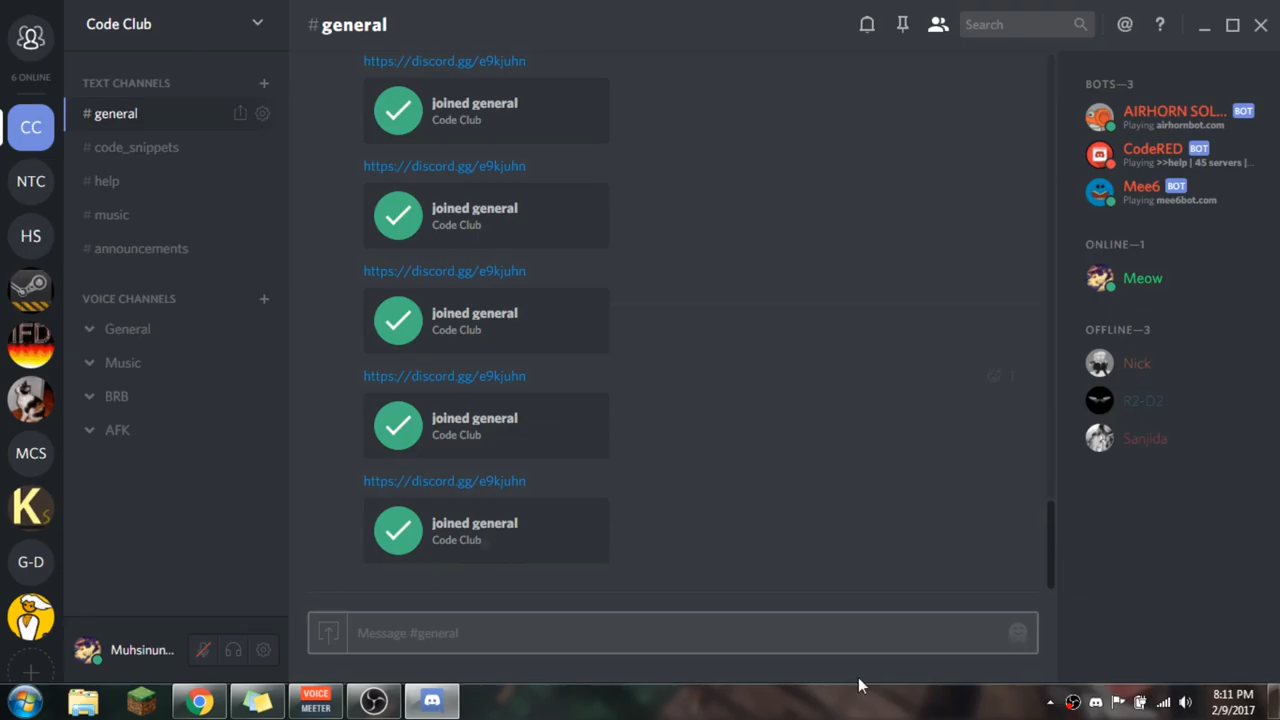 Code Club
#general
Search
@
?
6 ONLINE
TEXT CHANNELS
+
CC
# general
# code_snippets
NTC
# help
# music
HS
# announcements
VOICE CHANNELS
+
General
IFD
Music
BRB
AFK
MCS
Ks
G-D
+
Muhsinun...
https://discord.gg/e9kjuhn
joined general
Code Club
https://discord.gg/e9kjuhn
joined general
Code Club
https://discord.gg/e9kjuhn
joined general
Code Club
https://discord.gg/e9kjuhn
joined general
Code Club
https://discord.gg/e9kjuhn
joined general
Code Club
Message #general
BOTS—3
AIRHORN SOL... BOT
Playing airhornbot.com
CodeRED BOT
Playing >>help | 45 servers |...
Mee6 BOT
Playing mee6bot.com
ONLINE—1
Meow
OFFLINE—3
Nick
R2-D2
Sanjida
VOICE
MEETER
8:11 PM
2/9/2017